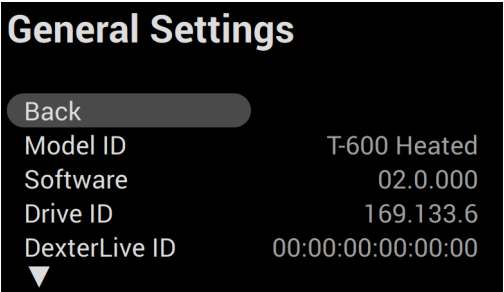 General Settings
Back
Model ID T-600 Heated
Software 02.0.000
Drive ID 169.133.6
DexterLive ID 00:00:00:00:00:00